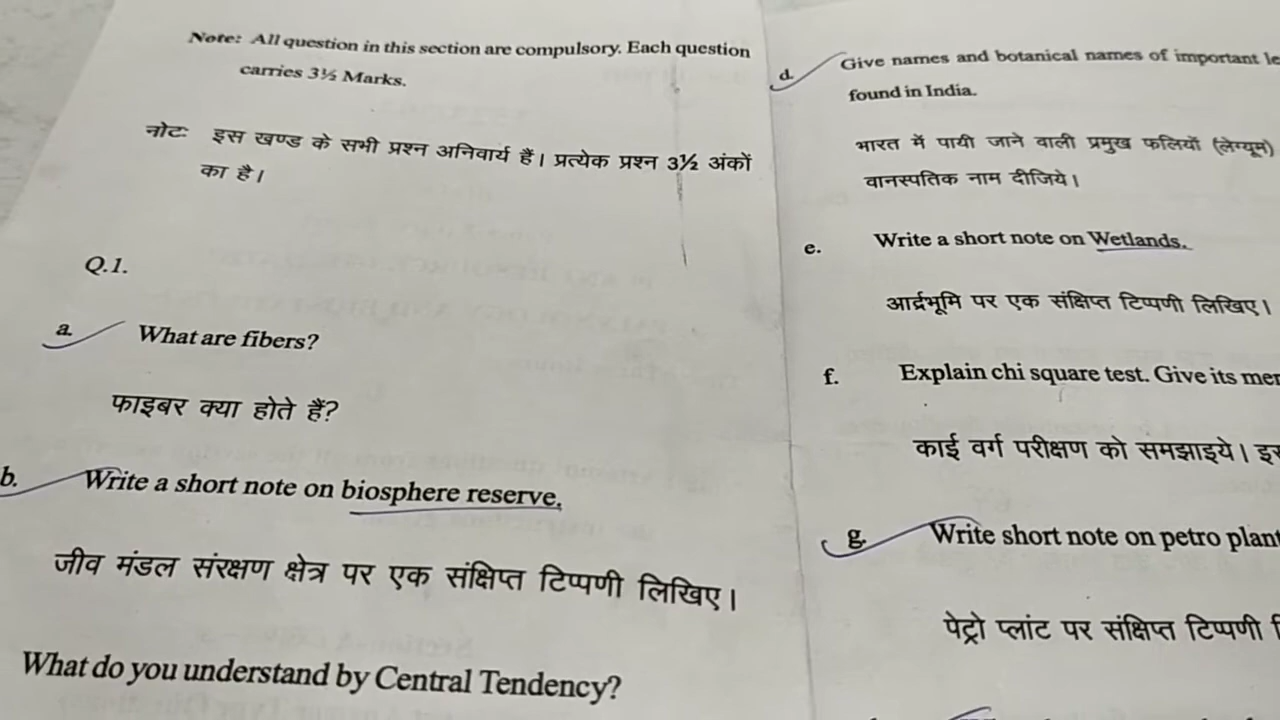 Note: All question in this section are compulsory. Each question
carries 3½ Marks.
नोटः इस खण्ड के सभी प्रश्न अनिवार्य हैं। प्रत्येक प्रश्न 3½ अंकों
का है।
Q.1.
a. What are fibers?
फाइबर क्या होते हैं?
b. Write a short note on biosphere reserve.
जीव मंडल संरक्षण क्षेत्र पर एक संक्षिप्त टिप्पणी लिखिए।
What do you understand by Central Tendency?
d. Give names and botanical names of important le
found in India.
भारत में पायी जाने वाली प्रमुख फलियों (लेग्यूम)
वानस्पतिक नाम दीजिये।
e. Write a short note on Wetlands.
आर्द्रभूमि पर एक संक्षिप्त टिप्पणी लिखिए।
f. Explain chi square test. Give its mer
काई वर्ग परीक्षण को समझाइये। इस
g. Write short note on petro plant
पेट्रो प्लांट पर संक्षिप्त टिप्पणी